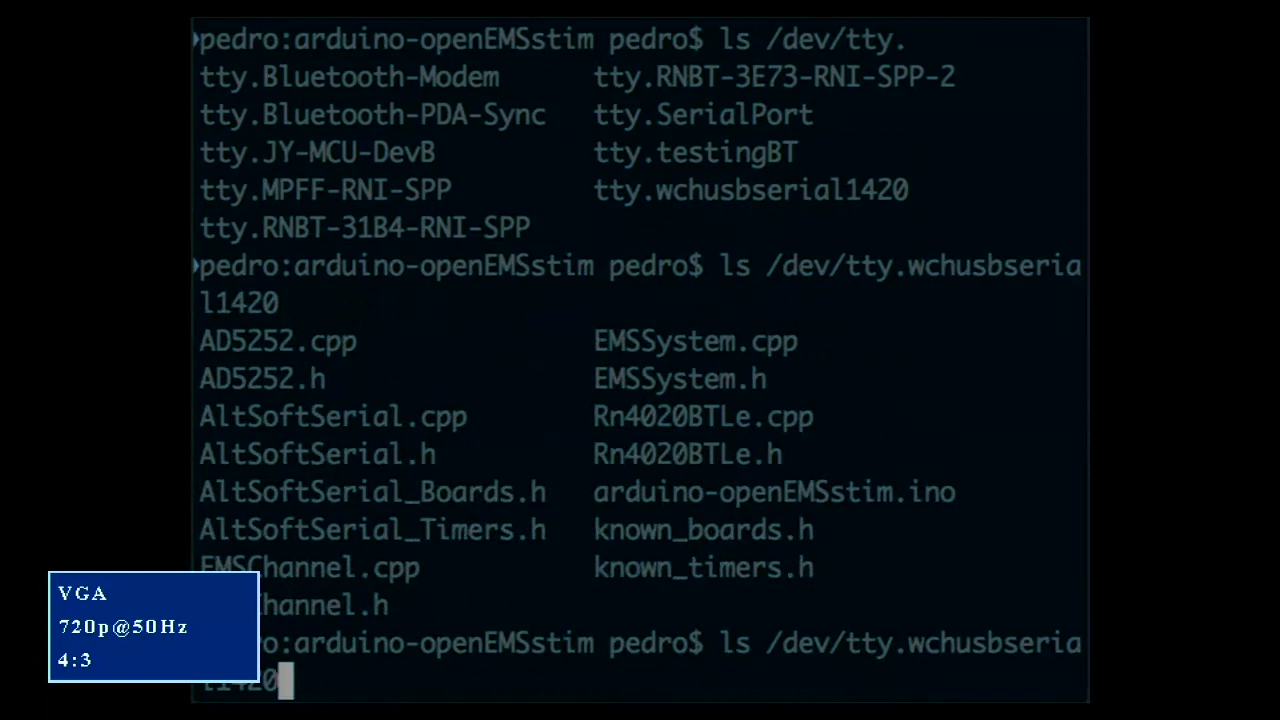 pedro:arduino-openEMSstim pedro$ ls /dev/tty.
tty.Bluetooth-Modem tty.RNBT-3E73-RNI-SPP-2
tty.Bluetooth-PDA-Sync tty.SerialPort
tty.JY-MCU-DevB tty.testingBT
tty.MPFF-RNI-SPP tty.wchusbserial1420
tty.RNBT-31B4-RNI-SPP
pedro:arduino-openEMSstim pedro$ ls /dev/tty.wchusbseria
l1420
AD5252.cpp EMSSystem.cpp
AD5252.h EMSSystem.h
AltSoftSerial.cpp Rn4020BTLe.cpp
AltSoftSerial.h Rn4020BTLe.h
AltSoftSerial_Boards.h arduino-openEMSstim.ino
AltSoftSerial_Timers.h known_boards.h
EMSChannel.cpp known_timers.h
Channel.h
o:arduino-openEMSstim pedro$ ls /dev/tty.wchusbseria
l1420
VGA
720p@50Hz
4:3